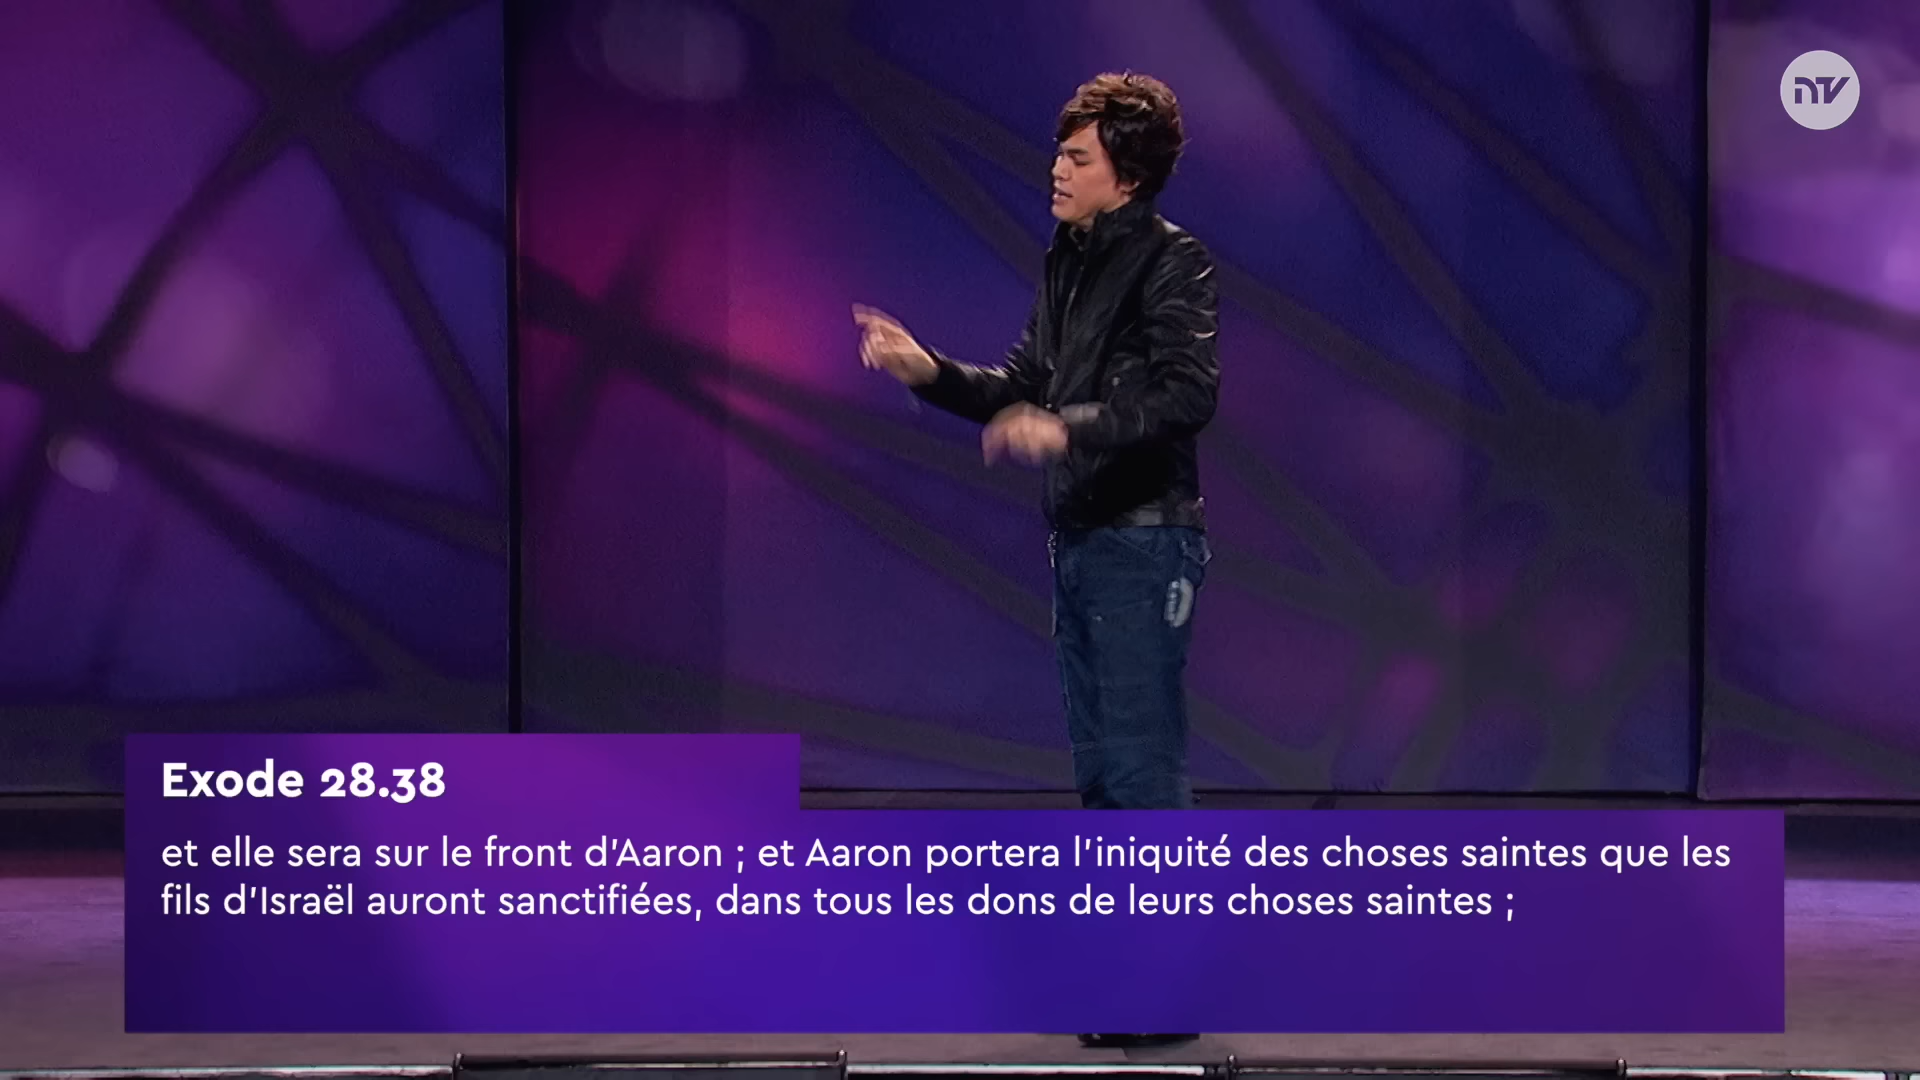 NTV
Exode 28.38
et elle sera sur le front d'Aaron ; et Aaron portera l'iniquité des choses saintes que les
fils d'Israël auront sanctifiées, dans tous les dons de leurs choses saintes ;